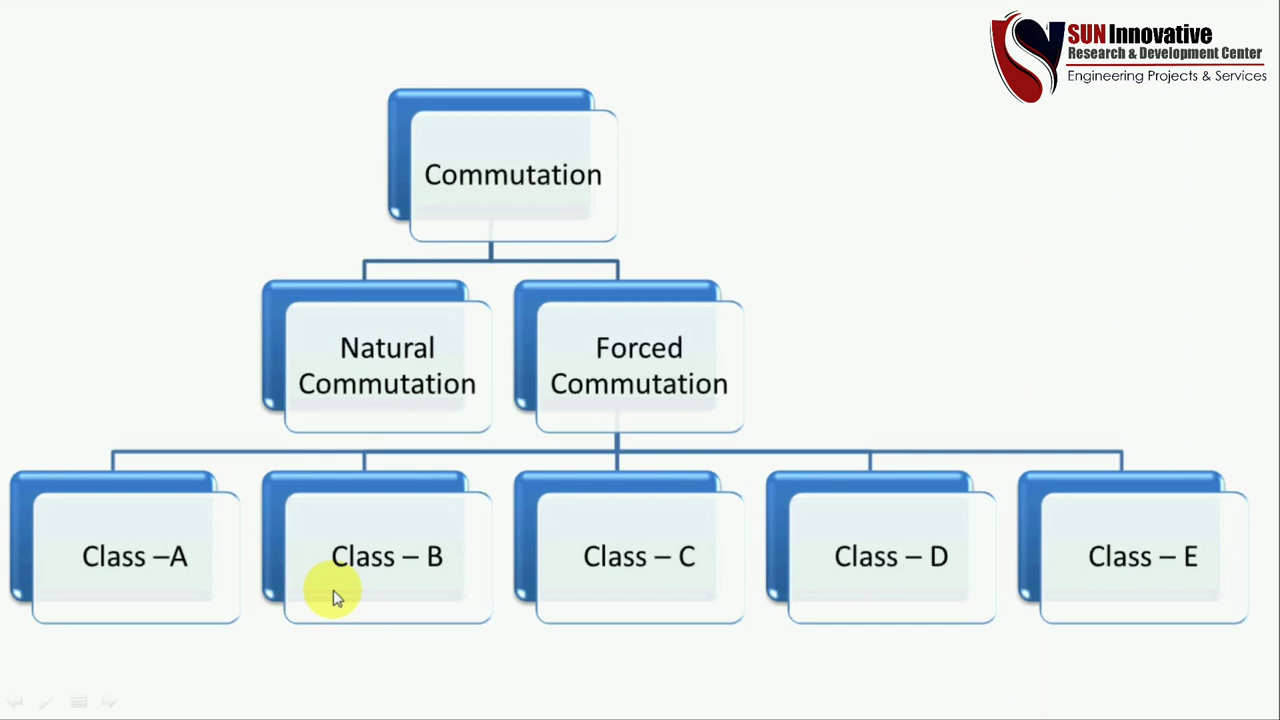 SUN Innovative
Research & Development Center
Engineering Projects & Services
Commutation
Natural
Commutation
Forced
Commutation
Class –A
Class – B
Class – C
Class – D
Class – E